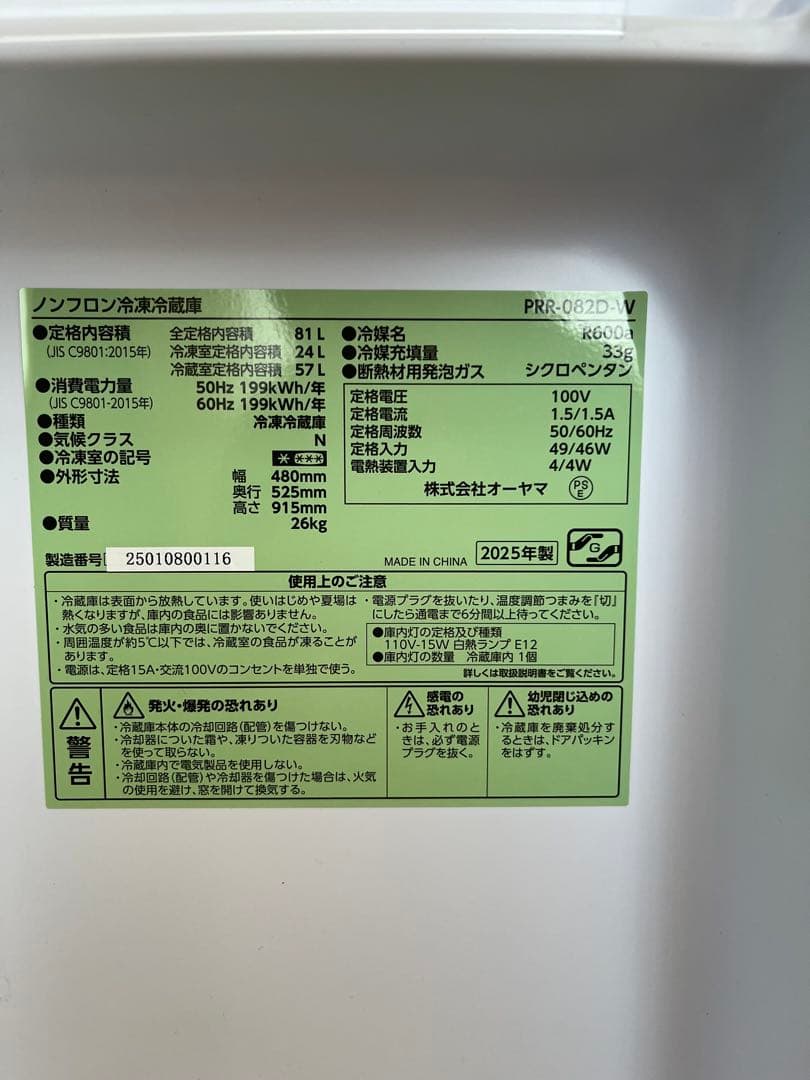 ノンフロン冷凍冷蔵庫 PRR-082D-W
●定格内容積 全定格内容積 81L
(JIS C9801:2015年) 冷凍室定格内容積 24L
冷蔵室定格内容積 57L
●消費電力量 50Hz 199kWh/年
(JIS C9801-2015年) 60Hz 199kWh/年
●種類 冷凍冷蔵庫
●気候クラス N
●冷凍室の記号
●外形寸法 幅 480mm
奥行 525mm
高さ 915mm
●質量 26kg
●冷媒名 R600a
●冷媒充填量 33g
●断熱材用発泡ガス シクロペンタン
定格電圧 100V
定格電流 1.5/1.5A
定格周波数 50/60Hz
定格入力 49/46W
電熱装置入力 4/4W
株式会社オーヤマ PSE
製造番号 25010800116 MADE IN CHINA 2025年製 G
使用上のご注意
・冷蔵庫は表面から放熱しています。使いはじめや夏場は
熱くなりますが、庫内の食品には影響ありません。
・水気の多い食品は庫内の奥に置かないでください。
・周囲温度が約5℃以下では、冷蔵室の食品が凍ることが
あります。
・電源は、定格15A・交流100Vのコンセントを単独で使う。
・電源プラグを抜いたり、温度調節つまみを『切』
にしたら通電まで6分間以上待ってください。
●庫内灯の定格及び種類
110V-15W 白熱ランプ E12
●庫内灯の数量 冷蔵庫内 1個
詳しくは取扱説明書をご覧ください。
警告
発火・爆発の恐れあり
・冷蔵庫本体の冷却回路(配管)を傷つけない。
・冷却器についた霜や、凍りついた容器を刃物など
を使って取らない。
・冷蔵庫内で電気製品を使用しない。
・冷却回路(配管)や冷却器を傷つけた場合は、火気
の使用を避け、窓を開けて換気する。
感電の
恐れあり
・お手入れのと
きは、必ず電源
プラグを抜く。
幼児閉じ込めの
恐れあり
・冷蔵庫を廃棄処分す
るときは、ドアパッキン
をはずす。